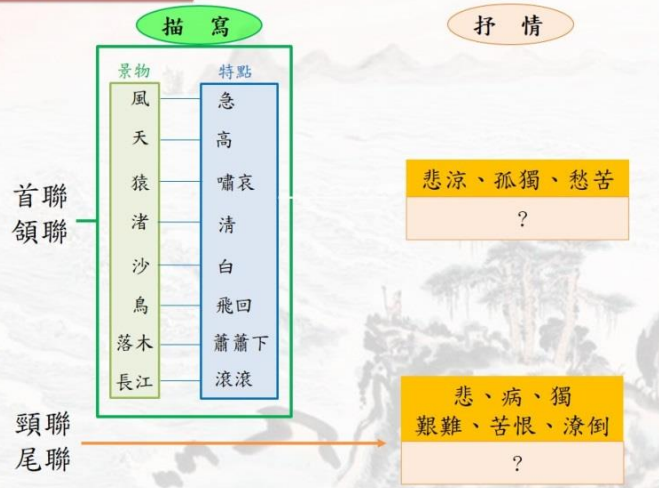 描寫
抒情
景物 特點
風 急
天 高
猿 嘯哀
渚 清
沙 白
鳥 飛回
落木 蕭蕭下
長江 滾滾
首聯
頷聯
悲涼、孤獨、愁苦
?
頸聯
尾聯
悲、病、獨
艱難、苦恨、潦倒
?